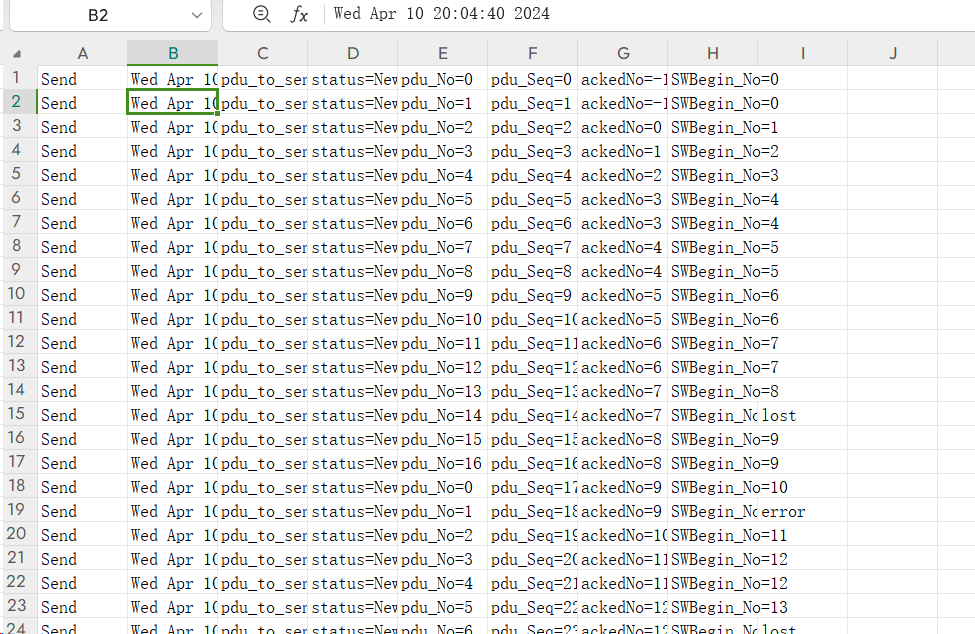 B2 fx Wed Apr 10 20:04:40 2024
A B C D E F G H I J
1 Send Wed Apr 10 pdu_to_ser status=New pdu_No=0 pdu_Seq=0 ackedNo=-1 SWBegin_No=0
2 Send Wed Apr 10 pdu_to_ser status=New pdu_No=1 pdu_Seq=1 ackedNo=-1 SWBegin_No=0
3 Send Wed Apr 10 pdu_to_ser status=New pdu_No=2 pdu_Seq=2 ackedNo=0 SWBegin_No=1
4 Send Wed Apr 10 pdu_to_ser status=New pdu_No=3 pdu_Seq=3 ackedNo=1 SWBegin_No=2
5 Send Wed Apr 10 pdu_to_ser status=New pdu_No=4 pdu_Seq=4 ackedNo=2 SWBegin_No=3
6 Send Wed Apr 10 pdu_to_ser status=New pdu_No=5 pdu_Seq=5 ackedNo=3 SWBegin_No=4
7 Send Wed Apr 10 pdu_to_ser status=New pdu_No=6 pdu_Seq=6 ackedNo=3 SWBegin_No=4
8 Send Wed Apr 10 pdu_to_ser status=New pdu_No=7 pdu_Seq=7 ackedNo=4 SWBegin_No=5
9 Send Wed Apr 10 pdu_to_ser status=New pdu_No=8 pdu_Seq=8 ackedNo=4 SWBegin_No=5
10 Send Wed Apr 10 pdu_to_ser status=New pdu_No=9 pdu_Seq=9 ackedNo=5 SWBegin_No=6
11 Send Wed Apr 10 pdu_to_ser status=New pdu_No=10 pdu_Seq=10 ackedNo=5 SWBegin_No=6
12 Send Wed Apr 10 pdu_to_ser status=New pdu_No=11 pdu_Seq=11 ackedNo=6 SWBegin_No=7
13 Send Wed Apr 10 pdu_to_ser status=New pdu_No=12 pdu_Seq=12 ackedNo=6 SWBegin_No=7
14 Send Wed Apr 10 pdu_to_ser status=New pdu_No=13 pdu_Seq=13 ackedNo=7 SWBegin_No=8
15 Send Wed Apr 10 pdu_to_ser status=New pdu_No=14 pdu_Seq=14 ackedNo=7 SWBegin_No lost
16 Send Wed Apr 10 pdu_to_ser status=New pdu_No=15 pdu_Seq=15 ackedNo=8 SWBegin_No=9
17 Send Wed Apr 10 pdu_to_ser status=New pdu_No=16 pdu_Seq=16 ackedNo=8 SWBegin_No=9
18 Send Wed Apr 10 pdu_to_ser status=New pdu_No=0 pdu_Seq=17 ackedNo=9 SWBegin_No=10
19 Send Wed Apr 10 pdu_to_ser status=New pdu_No=1 pdu_Seq=18 ackedNo=9 SWBegin_No error
20 Send Wed Apr 10 pdu_to_ser status=New pdu_No=2 pdu_Seq=19 ackedNo=10 SWBegin_No=11
21 Send Wed Apr 10 pdu_to_ser status=New pdu_No=3 pdu_Seq=20 ackedNo=11 SWBegin_No=12
22 Send Wed Apr 10 pdu_to_ser status=New pdu_No=4 pdu_Seq=21 ackedNo=11 SWBegin_No=12
23 Send Wed Apr 10 pdu_to_ser status=New pdu_No=5 pdu_Seq=22 ackedNo=12 SWBegin_No=13
24 Send Wed Apr 10 pdu_to_ser status=New pdu_No=6 pdu_Seq=23 ackedNo=12 SWBegin_No lost